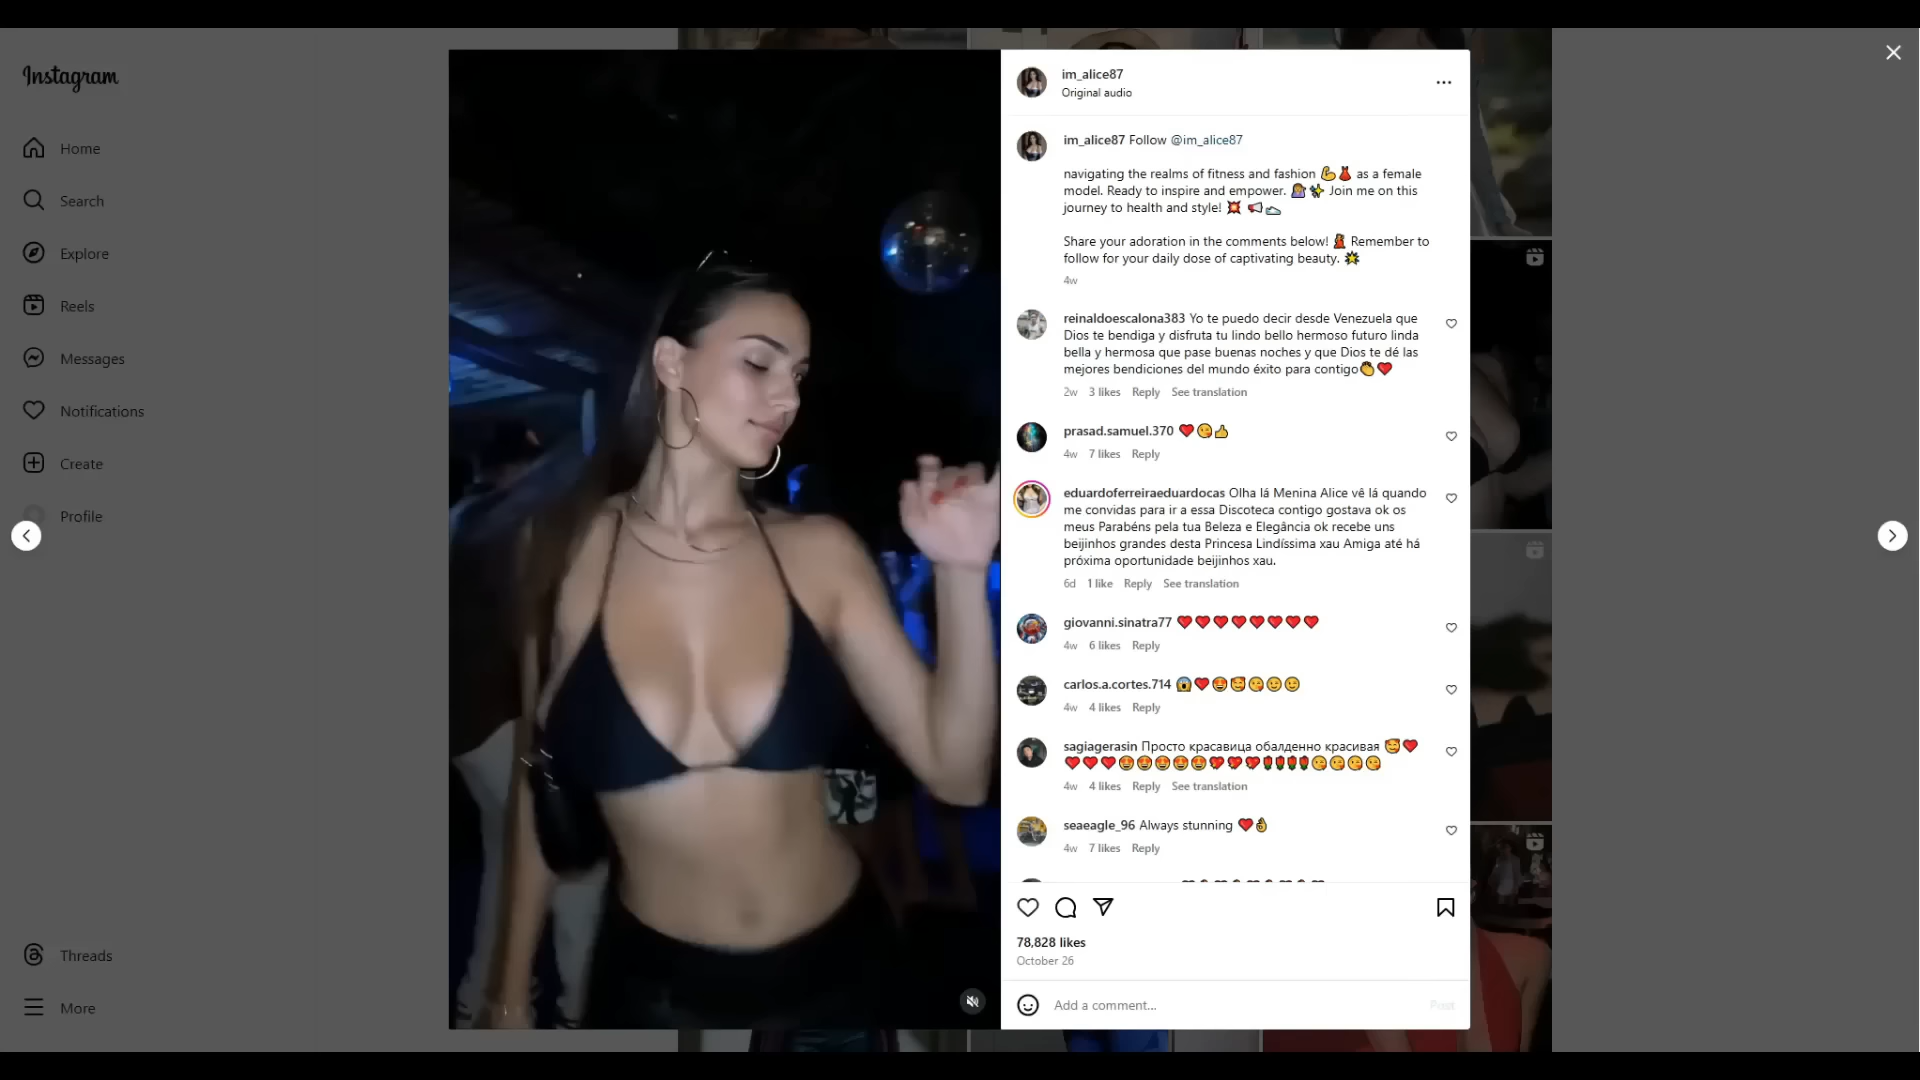 Instagram
Home
Search
Explore
Reels
Messages
Notifications
Create
Profile
Threads
More
im_alice87
Original audio
im_alice87 Follow @im_alice87
navigating the realms of fitness and fashion 💪👗 as a female
model. Ready to inspire and empower. 🙋🏽‍♀️✨ Join me on this
journey to health and style! 💥 📢👟
Share your adoration in the comments below! 💃 Remember to
follow for your daily dose of captivating beauty. 🌟
4w
reinaldoescalona383 Yo te puedo decir desde Venezuela que
Dios te bendiga y disfruta tu lindo bello hermoso futuro linda
bella y hermosa que pase buenas noches y que Dios te dé las
mejores bendiciones del mundo éxito para contigo👏❤️
2w 3 likes Reply See translation
prasad.samuel.370 ❤️😘👍
4w 7 likes Reply
eduardoferreiraeduardocas Olha lá Menina Alice vê lá quando
me convidas para ir a essa Discoteca contigo gostava ok os
meus Parabéns pela tua Beleza e Elegância ok recebe uns
beijinhos grandes desta Princesa Lindíssima xau Amiga até há
próxima oportunidade beijinhos xau.
6d 1 like Reply See translation
giovanni.sinatra77 ❤️❤️❤️❤️❤️❤️❤️❤️
4w 6 likes Reply
carlos.a.cortes.714 😱❤️🤩🥰😘😉😉
4w 4 likes Reply
sagiagerasin Просто красавица обалденно красивая 🥰❤️
❤️❤️❤️🤩🤩🤩🤩🤩💘💘💘🌹🌹🌹🌹😘😘😘😘
4w 4 likes Reply See translation
seaeagle_96 Always stunning ❤️👌
4w 7 likes Reply
78,828 likes
October 26
Add a comment...
Post